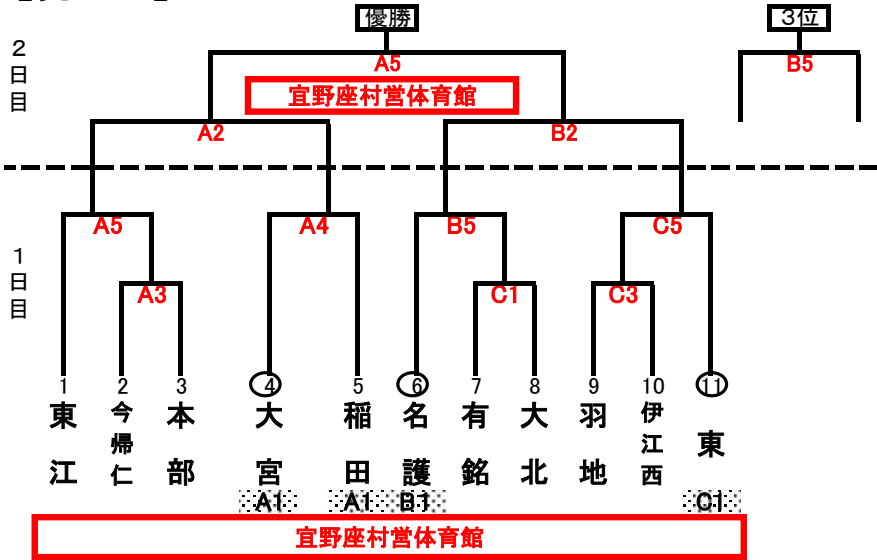 優勝
3位
2日目
A5
B5
宜野座村営体育館
A2
B2
1日目
A5
A4
B5
C5
A3
C1
C3
1 2 3 4 5 6 7 8 9 10 11
東江
今帰仁
本部
大宮
稲田
名護
有銘
大北
羽地
伊江西
東
A1 A1 B1 C1
宜野座村営体育館